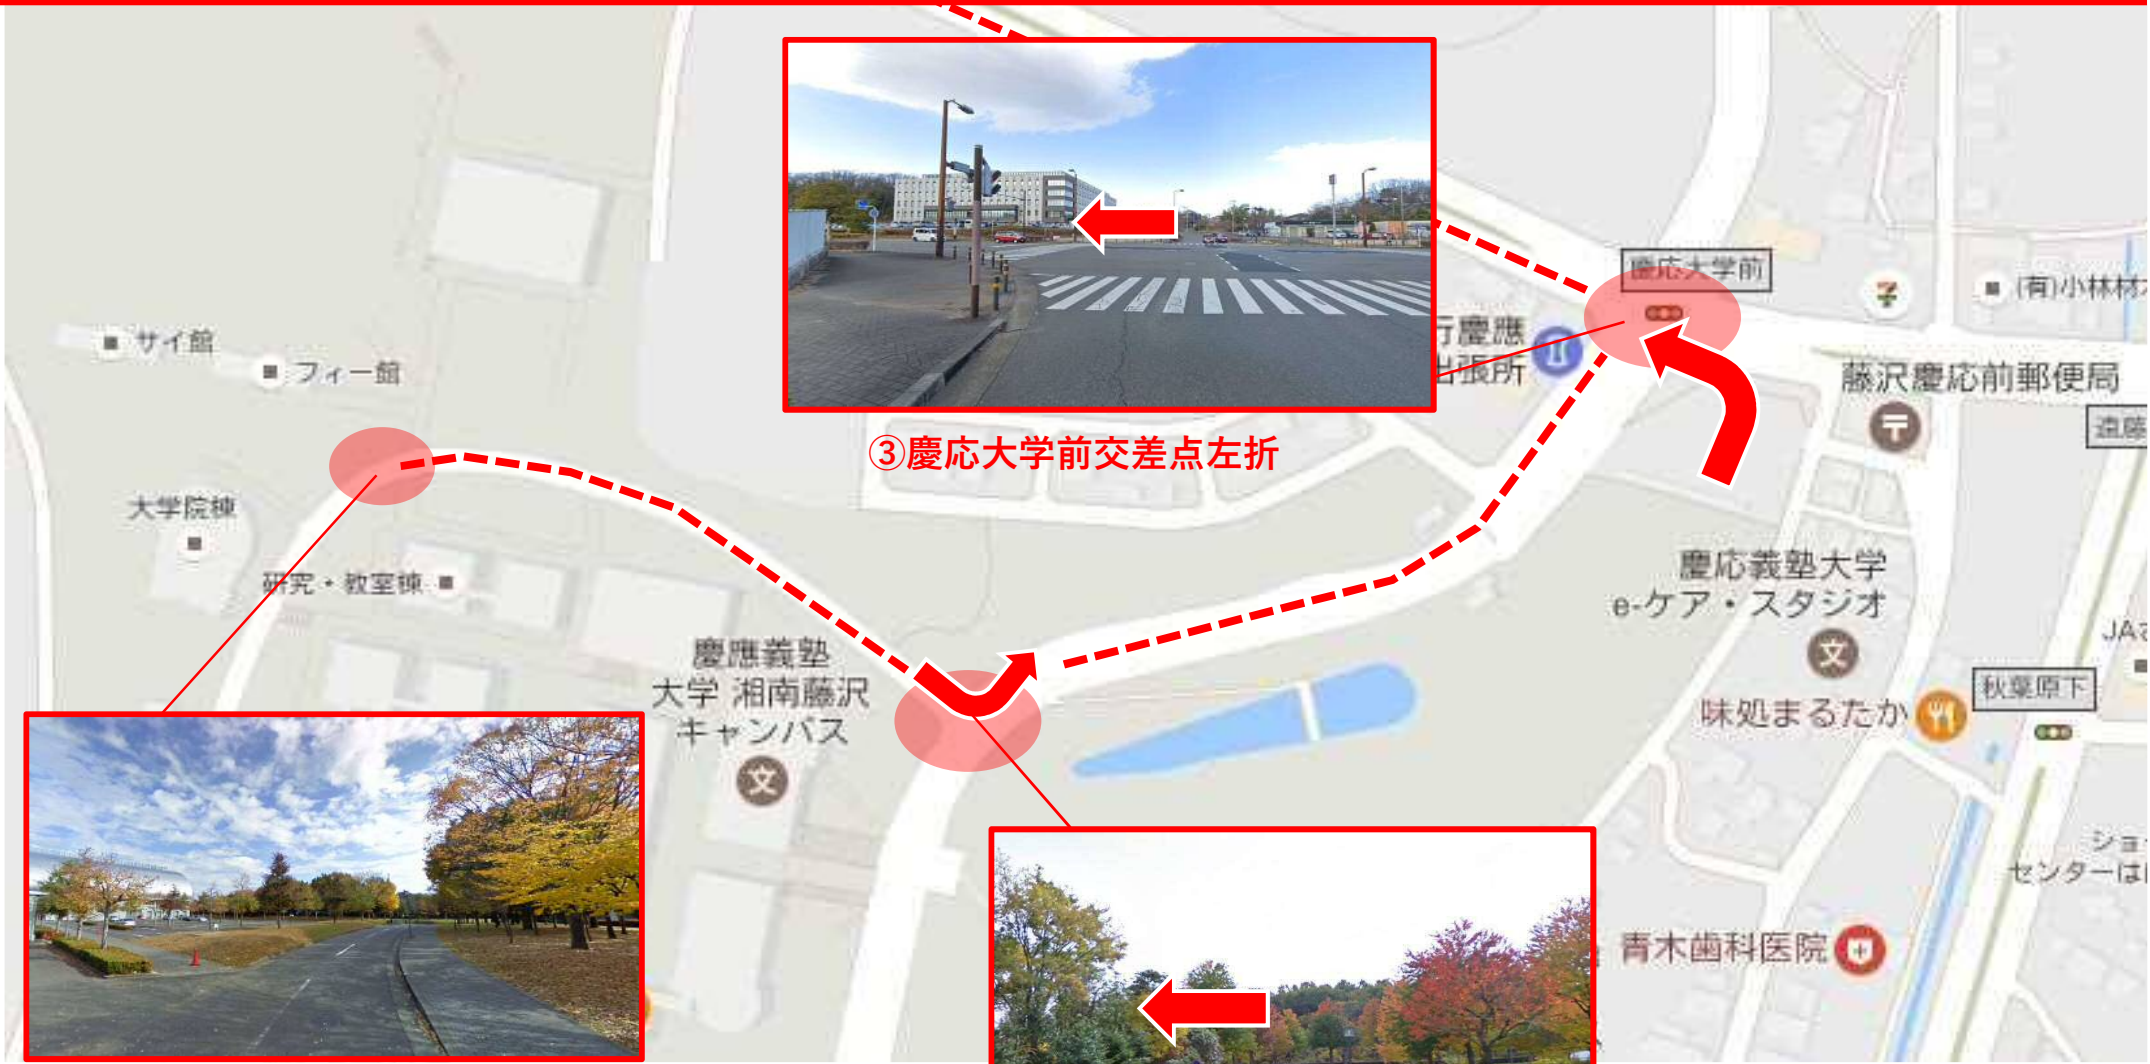 慶応大学前
(有)小林材
行慶應
出張所
サイ館
フィー館
藤沢慶応前郵便局
遠藤
③慶応大学前交差点左折
大学院棟
研究・教室棟
慶応義塾大学
e-ケア・スタジオ
慶應義塾
大学 湘南藤沢
キャンパス
JAさ
秋葉原下
味処まるたか
ショー
センターは
青木歯科医院